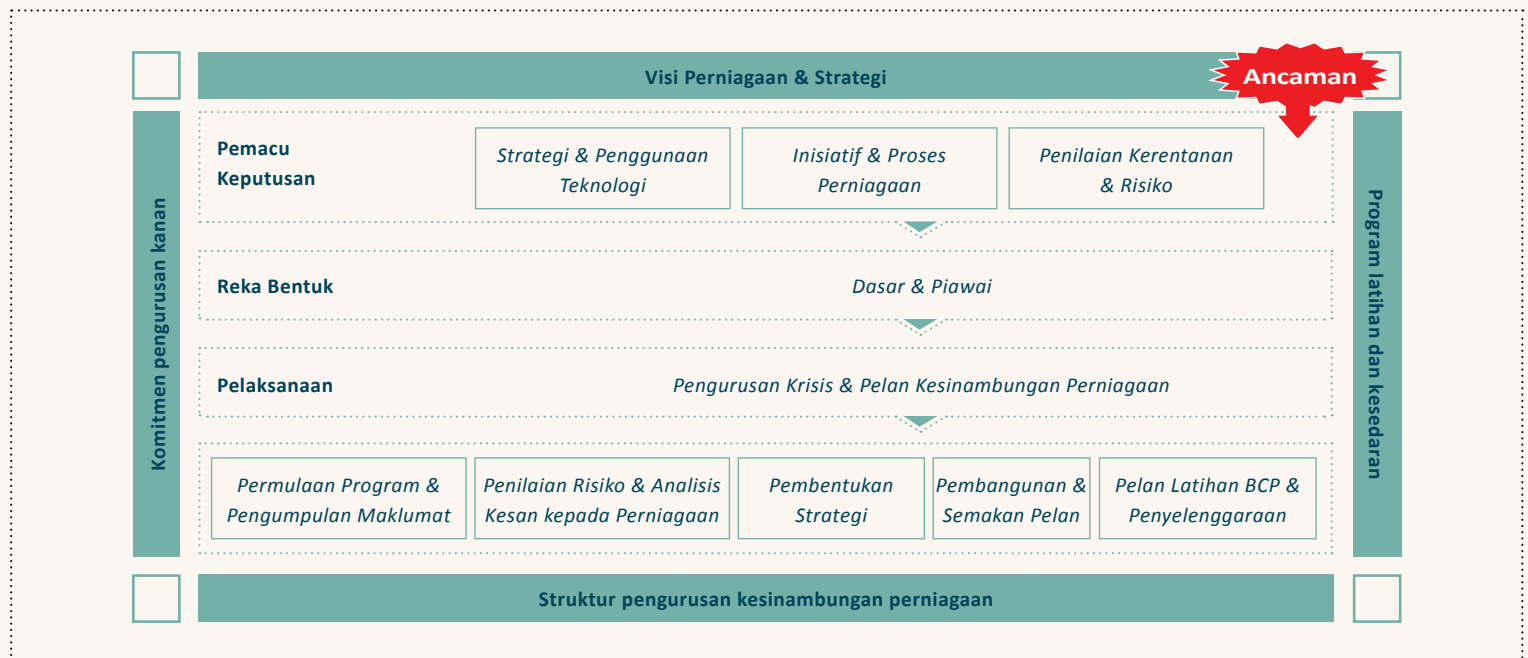 Visi Perniagaan & Strategi
Ancaman
Komitmen pengurusan kanan
Pemacu
Keputusan
Strategi & Penggunaan
Teknologi
Inisiatif & Proses
Perniagaan
Penilaian Kerentanan
& Risiko
Reka Bentuk
Dasar & Piawai
Pelaksanaan
Pengurusan Krisis & Pelan Kesinambungan Perniagaan
Permulaan Program &
Pengumpulan Maklumat
Penilaian Risiko & Analisis
Kesan kepada Perniagaan
Pembentukan
Strategi
Pembangunan &
Semakan Pelan
Pelan Latihan BCP &
Penyelenggaraan
Program latihan dan kesedaran
Struktur pengurusan kesinambungan perniagaan